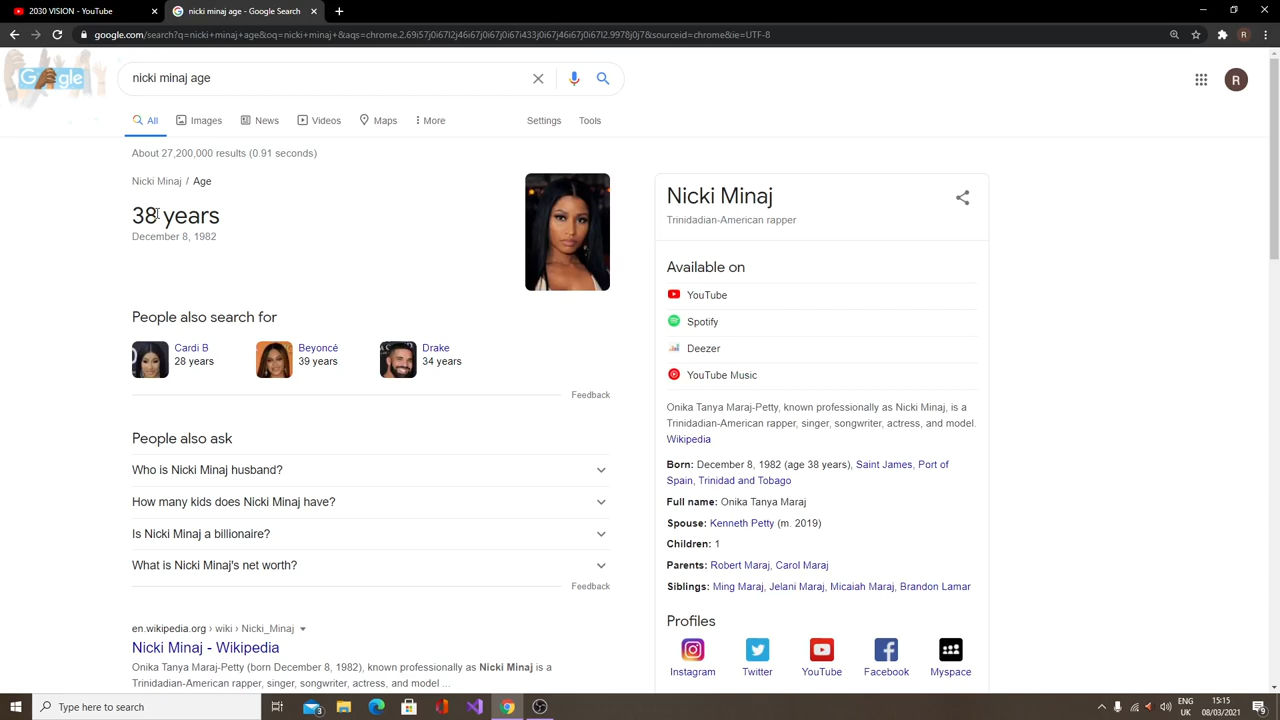 2030 VISION - YouTube
nicki minaj age - Google Search
google.com/search?q=nicki+minaj+age&oq=nicki+minaj+&aqs=chrome.2.69i57j0i67l2j46i67j0i67l2j46i67j0i67i433j0i67j46i67j0i67l2.9978j0j7&sourceid=chrome&ie=UTF-8
R
Google
nicki minaj age
R
All
Images
News
Videos
Maps
More
Settings
Tools
About 27,200,000 results (0.91 seconds)
Nicki Minaj / Age
38 years
December 8, 1982
People also search for
Cardi B
28 years
Beyoncé
39 years
Drake
34 years
Feedback
People also ask
Who is Nicki Minaj husband?
How many kids does Nicki Minaj have?
Is Nicki Minaj a billionaire?
What is Nicki Minaj's net worth?
Feedback
en.wikipedia.org › wiki › Nicki_Minaj
Nicki Minaj - Wikipedia
Onika Tanya Maraj-Petty (born December 8, 1982), known professionally as Nicki Minaj is a
Trinidadian-American rapper, singer, songwriter, actress, and model ...
Nicki Minaj
Trinidadian-American rapper
Available on
YouTube
Spotify
Deezer
YouTube Music
Onika Tanya Maraj-Petty, known professionally as Nicki Minaj, is a
Trinidadian-American rapper, singer, songwriter, actress, and model.
Wikipedia
Born: December 8, 1982 (age 38 years), Saint James, Port of
Spain, Trinidad and Tobago
Full name: Onika Tanya Maraj
Spouse: Kenneth Petty (m. 2019)
Children: 1
Parents: Robert Maraj, Carol Maraj
Siblings: Ming Maraj, Jelani Maraj, Micaiah Maraj, Brandon Lamar
Profiles
Instagram
Twitter
YouTube
Facebook
Myspace
Type here to search
3
ENG
UK
15:15
08/03/2021